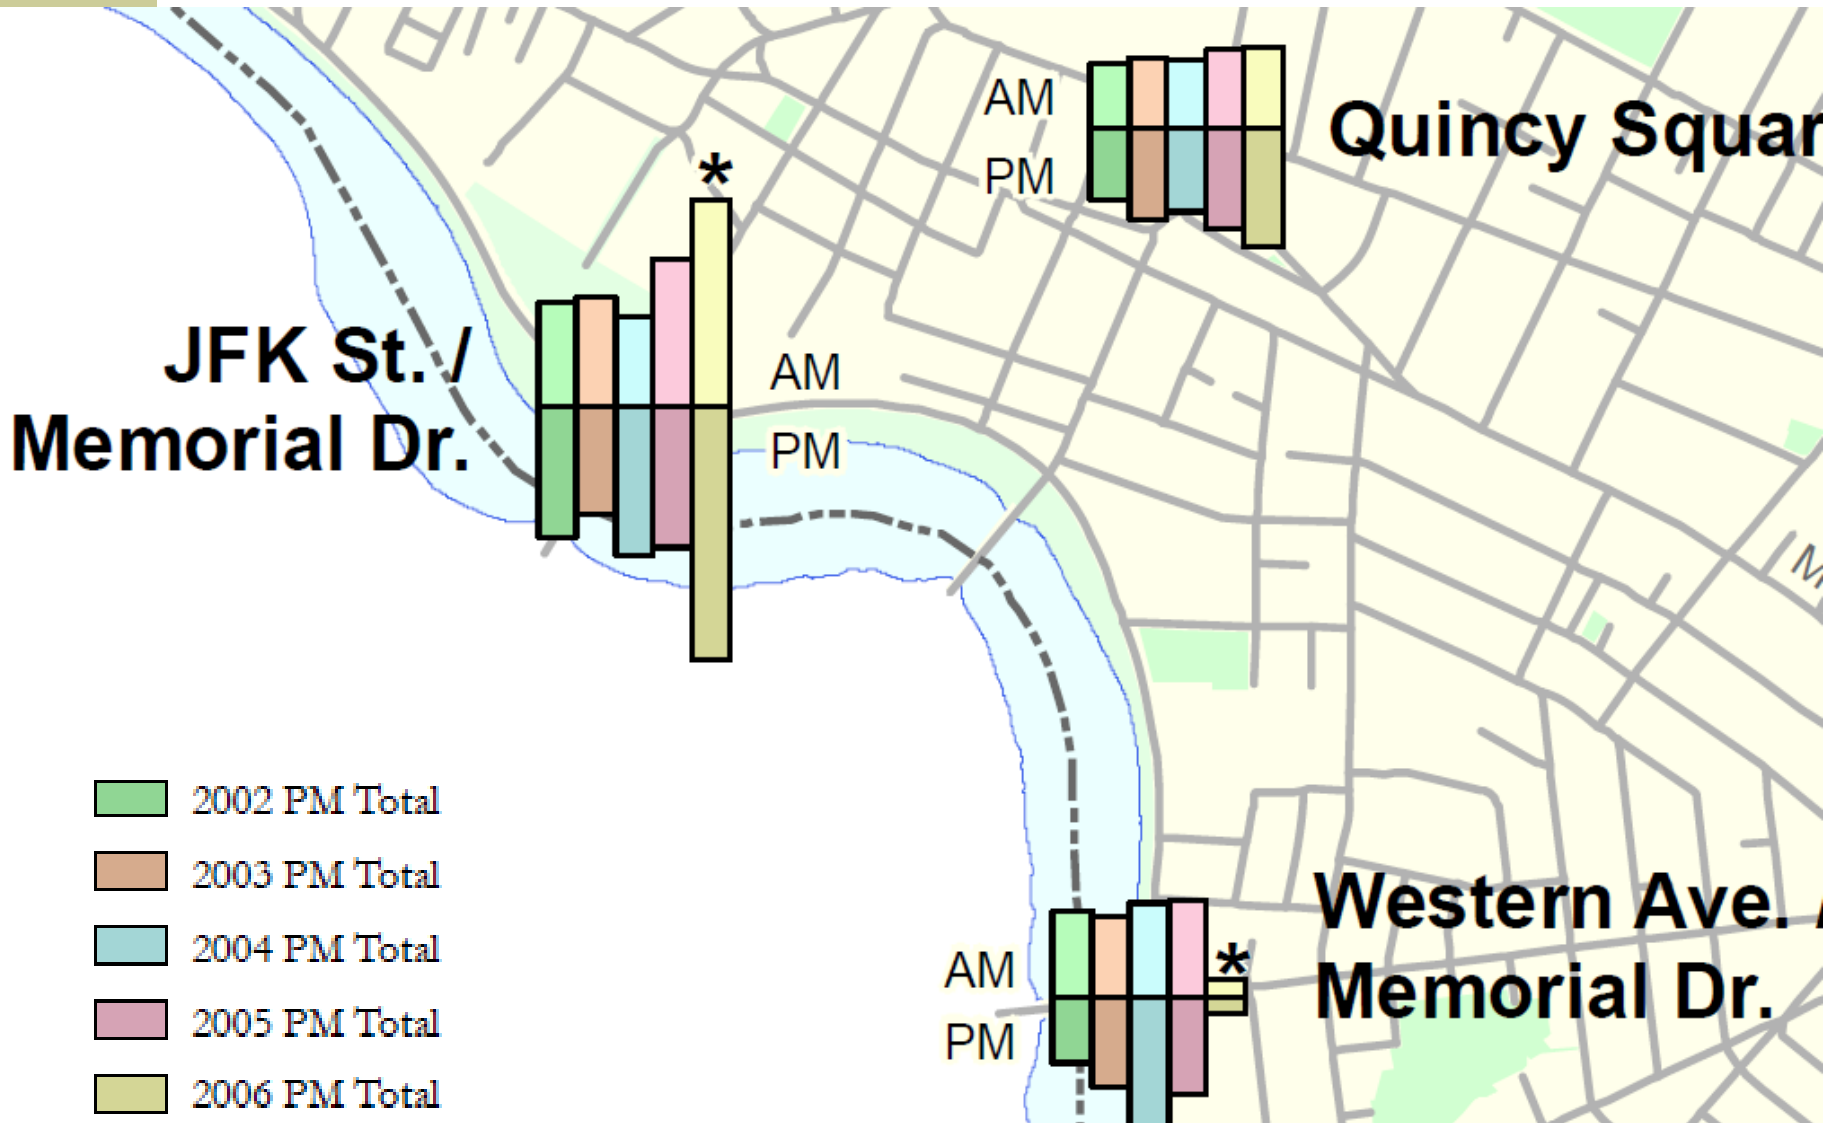 AM
PM
Quincy Squar
*
JFK St. /
Memorial Dr.
AM
PM
M
2002 PM Total
2003 PM Total
2004 PM Total
2005 PM Total
2006 PM Total
AM
PM
*
Western Ave. /
Memorial Dr.